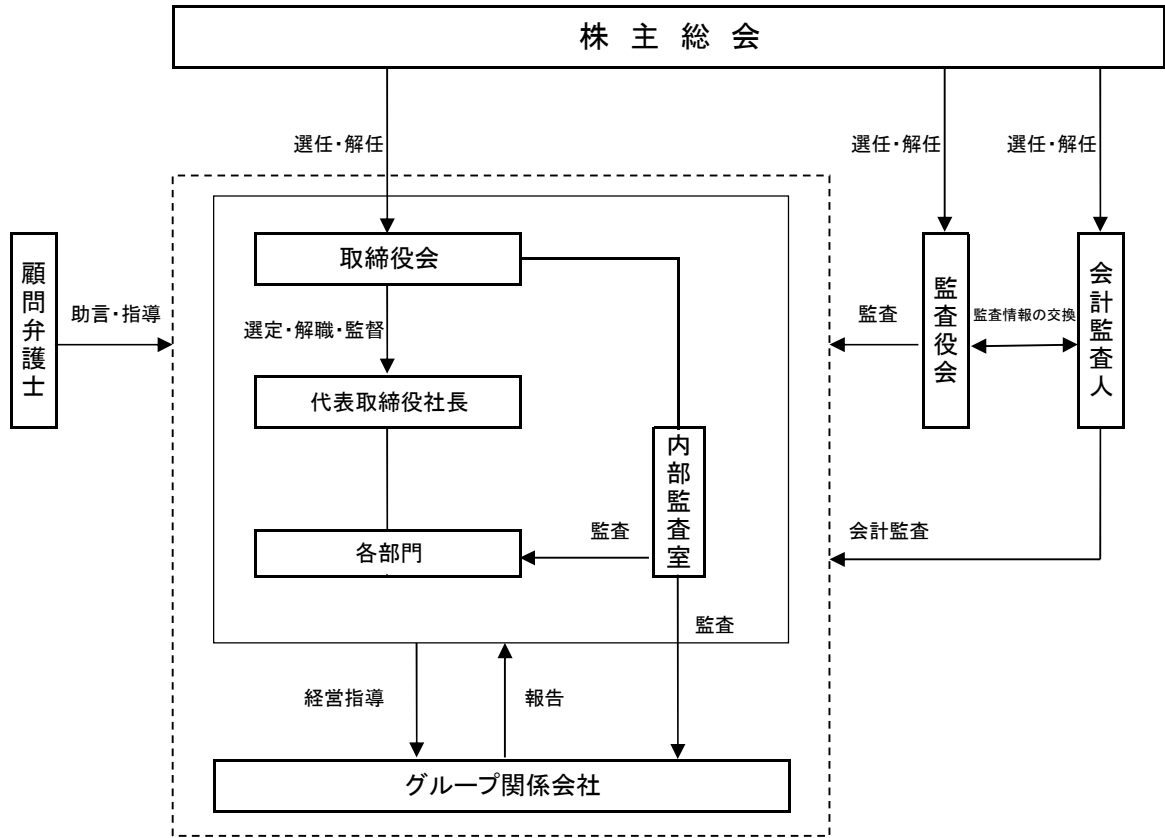 株主総会
選任・解任
選任・解任
選任・解任
取締役会
選定・解職・監督
代表取締役社長
各部門
内部監査室
監査
監査
経営指導
報告
グループ関係会社
顧問弁護士
助言・指導
監査
監査役会
監査情報の交換
会計監査人
会計監査